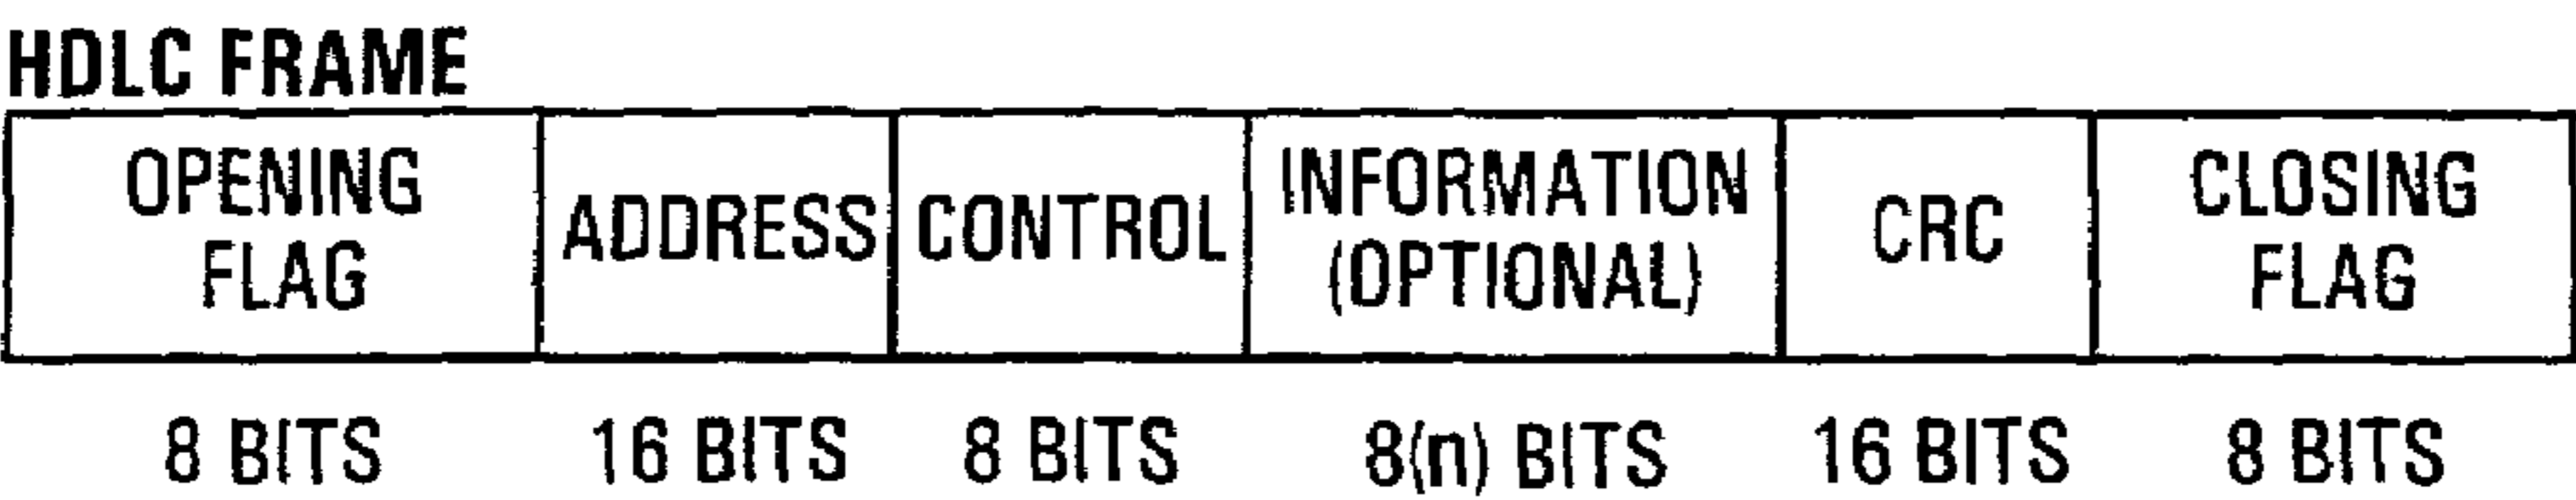 HDLC FRAME
OPENING
FLAG
ADDRESS
CONTROL
INFORMATION
(OPTIONAL)
CRC
CLOSING
FLAG
8 BITS
16 BITS
8 BITS
8(n) BITS
16 BITS
8 BITS